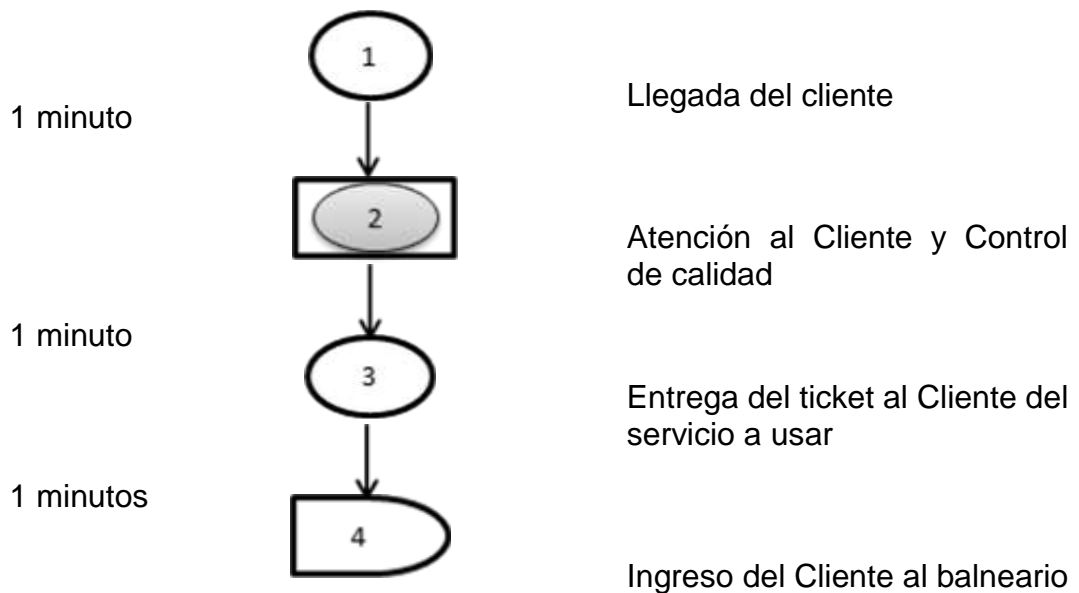 1
Llegada del cliente
1 minuto
2
Atención al Cliente y Control
de calidad
1 minuto
3
Entrega del ticket al Cliente del
servicio a usar
1 minutos
4
Ingreso del Cliente al balneario